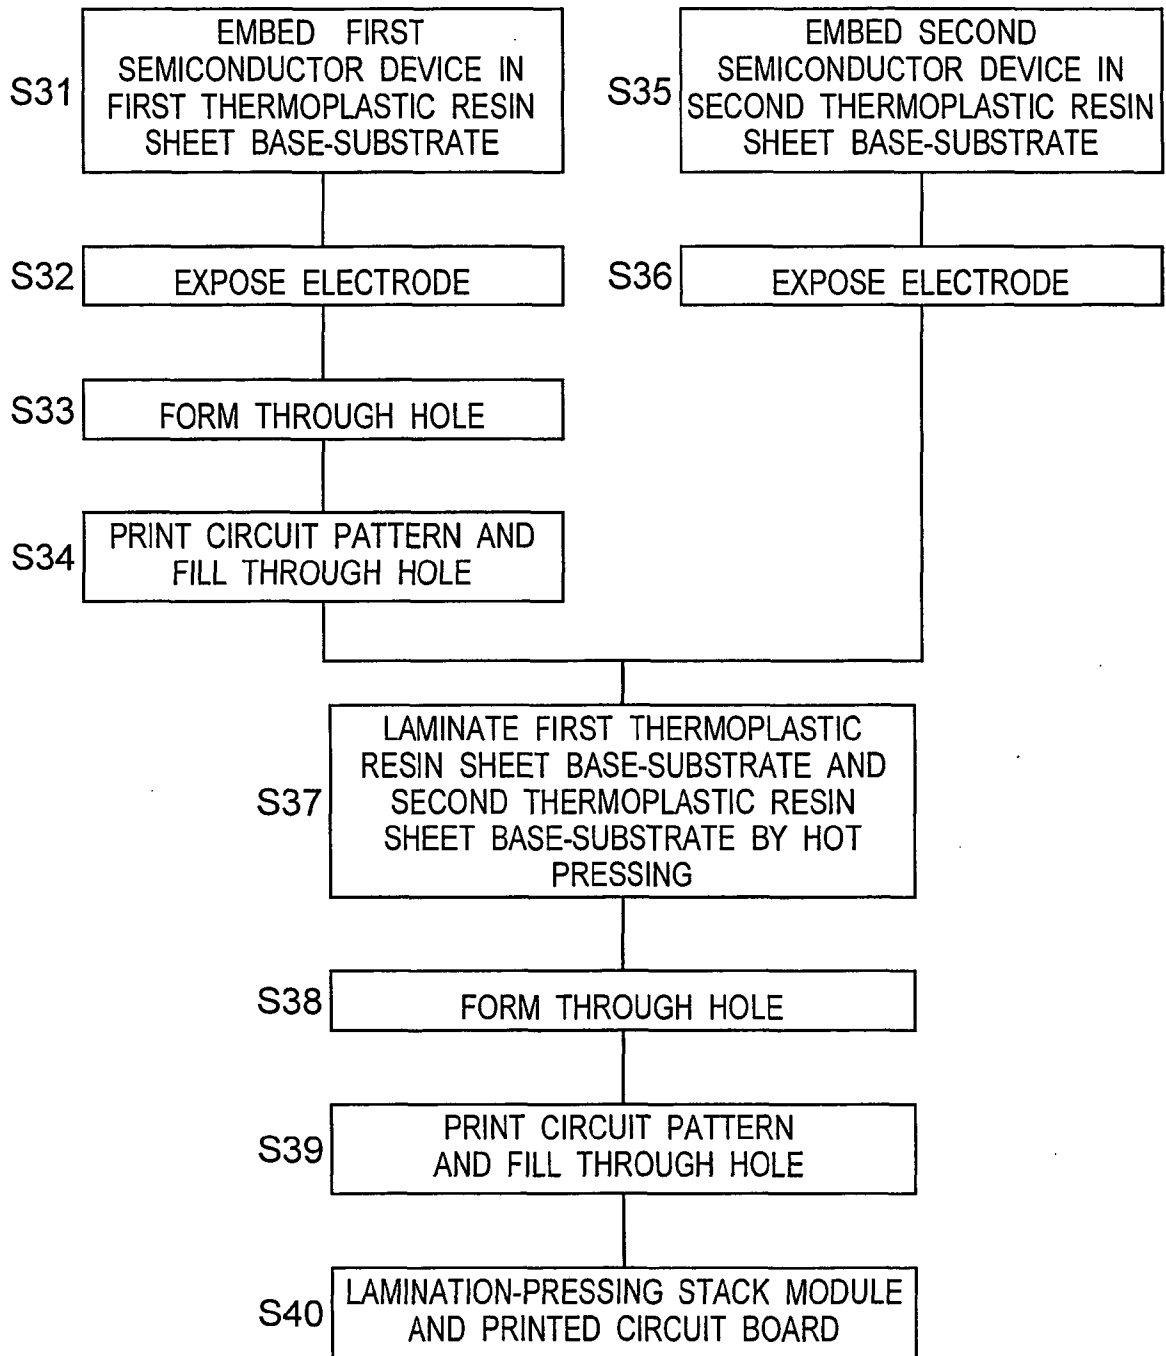 S31
EMBED FIRST
SEMICONDUCTOR DEVICE IN
FIRST THERMOPLASTIC RESIN
SHEET BASE-SUBSTRATE
S32
EXPOSE ELECTRODE
S33
FORM THROUGH HOLE
S34
PRINT CIRCUIT PATTERN AND
FILL THROUGH HOLE
S35
EMBED SECOND
SEMICONDUCTOR DEVICE IN
SECOND THERMOPLASTIC RESIN
SHEET BASE-SUBSTRATE
S36
EXPOSE ELECTRODE
S37
LAMINATE FIRST THERMOPLASTIC
RESIN SHEET BASE-SUBSTRATE AND
SECOND THERMOPLASTIC RESIN
SHEET BASE-SUBSTRATE BY HOT
PRESSING
S38
FORM THROUGH HOLE
S39
PRINT CIRCUIT PATTERN
AND FILL THROUGH HOLE
S40
LAMINATION-PRESSING STACK MODULE
AND PRINTED CIRCUIT BOARD